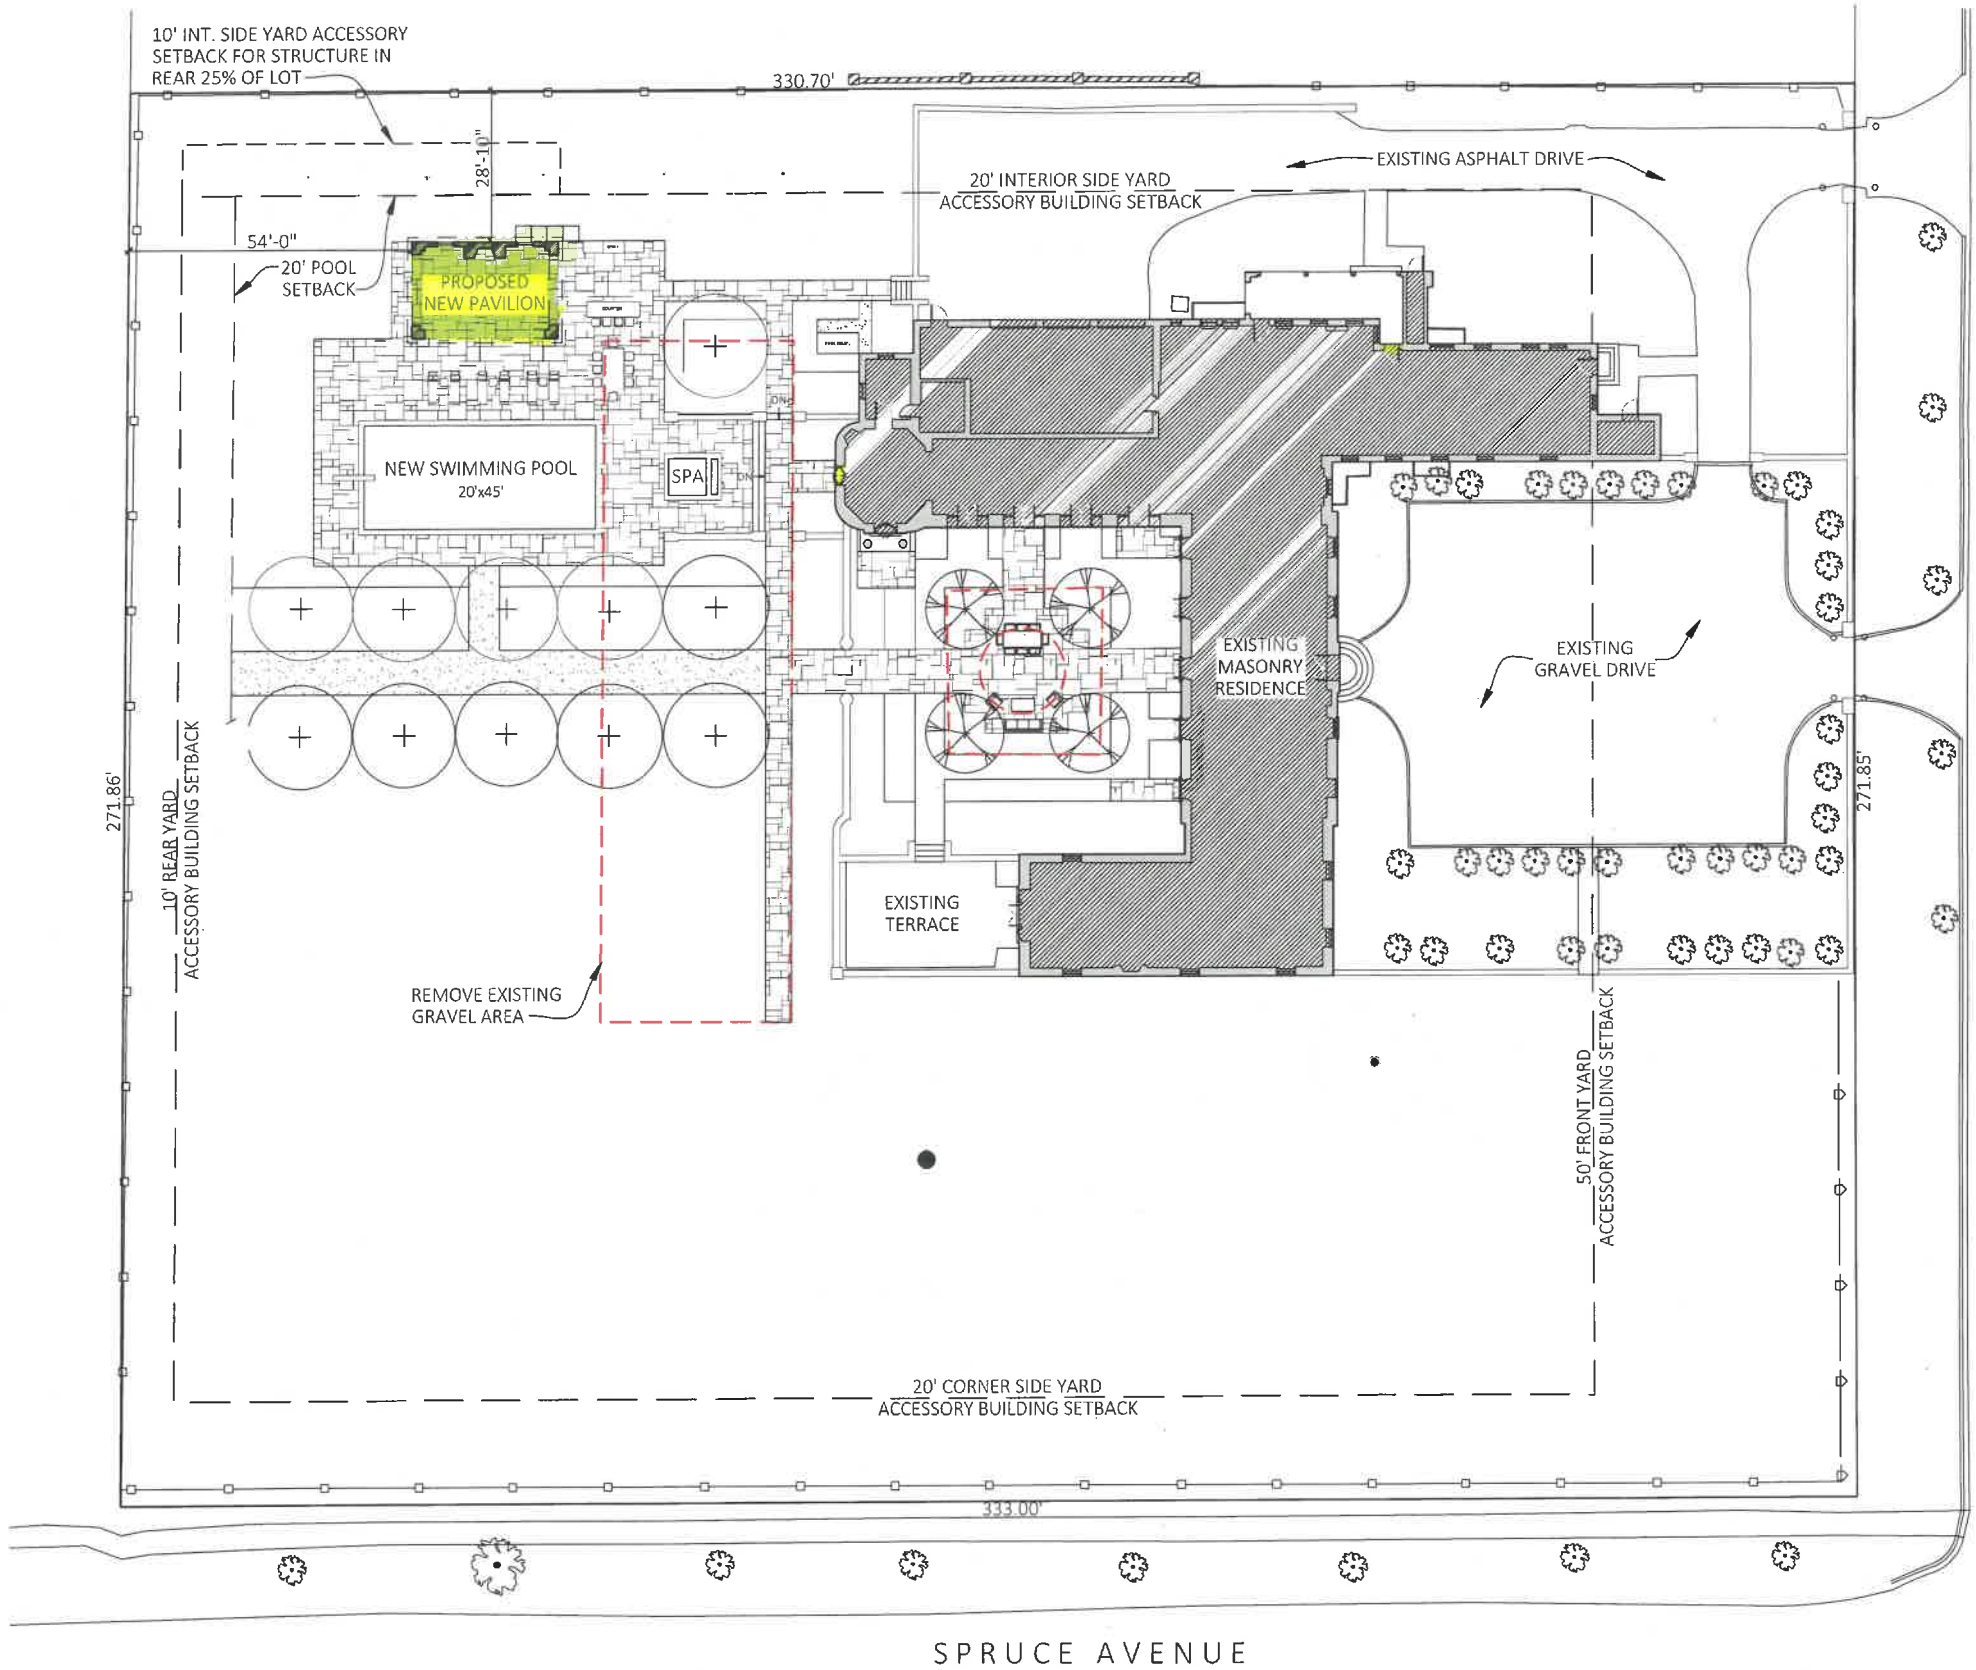 10' INT. SIDE YARD ACCESSORY
SETBACK FOR STRUCTURE IN
REAR 25% OF LOT
330.70'
28'-10"
EXISTING ASPHALT DRIVE
20' INTERIOR SIDE YARD
ACCESSORY BUILDING SETBACK
54'-0"
20' POOL
SETBACK
PROPOSED
NEW PAVILION
COUNTER
DN
NEW SWIMMING POOL
20'x45'
SPA
DN
EXISTING
MASONRY
RESIDENCE
EXISTING
GRAVEL DRIVE
271.86'
10' REAR YARD
ACCESSORY BUILDING SETBACK
271.85'
EXISTING
TERRACE
REMOVE EXISTING
GRAVEL AREA
50' FRONT YARD
ACCESSORY BUILDING SETBACK
20' CORNER SIDE YARD
ACCESSORY BUILDING SETBACK
333.00'
SPRUCE AVENUE